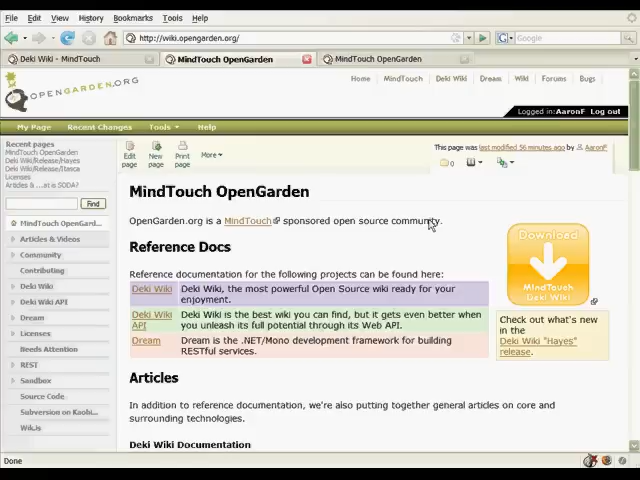 File Edit View History Bookmarks Tools Help
http://wiki.opengarden.org/
Google
Deki Wiki - MindTouch
MindTouch OpenGarden
MindTouch OpenGarden
OPENGARDEN.ORG
Home MindTouch Deki Wiki Dream Wiki Forums Bugs
Logged in: AaronF Log out
My Page Recent Changes Tools Help
Recent pages
MindTouch OpenGarden
Deki Wiki/Release/Hayes
Deki Wiki/Release/Itasca
Licenses
Articles & ...st is SODA?
Find
Edit page
New page
Print page
More
This page was last modified 56 minutes ago by AaronF
0
MindTouch OpenGard...
Articles & Videos
Community
Contributing
Deki Wiki
Deki Wiki API
Dream
Licenses
Needs Attention
REST
Sandbox
Source Code
Subversion on Kaobi...
Wik.is
MindTouch OpenGarden
OpenGarden.org is a MindTouch sponsored open source community.
Reference Docs
Reference documentation for the following projects can be found here:
Deki Wiki Deki Wiki, the most powerful Open Source wiki ready for your
enjoyment.
Deki Wiki Deki Wiki is the best wiki you can find, but it gets even better when
API you unleash its full potential through its Web API.
Dream Dream is the .NET/Mono development framework for building
RESTful services.
Articles
In addition to reference documentation, we're also putting together general articles on core and
surrounding technologies.
Deki Wiki Documentation
Download
MindTouch
Deki Wiki
Check out what's new
in the
Deki Wiki "Hayes"
release.
Done